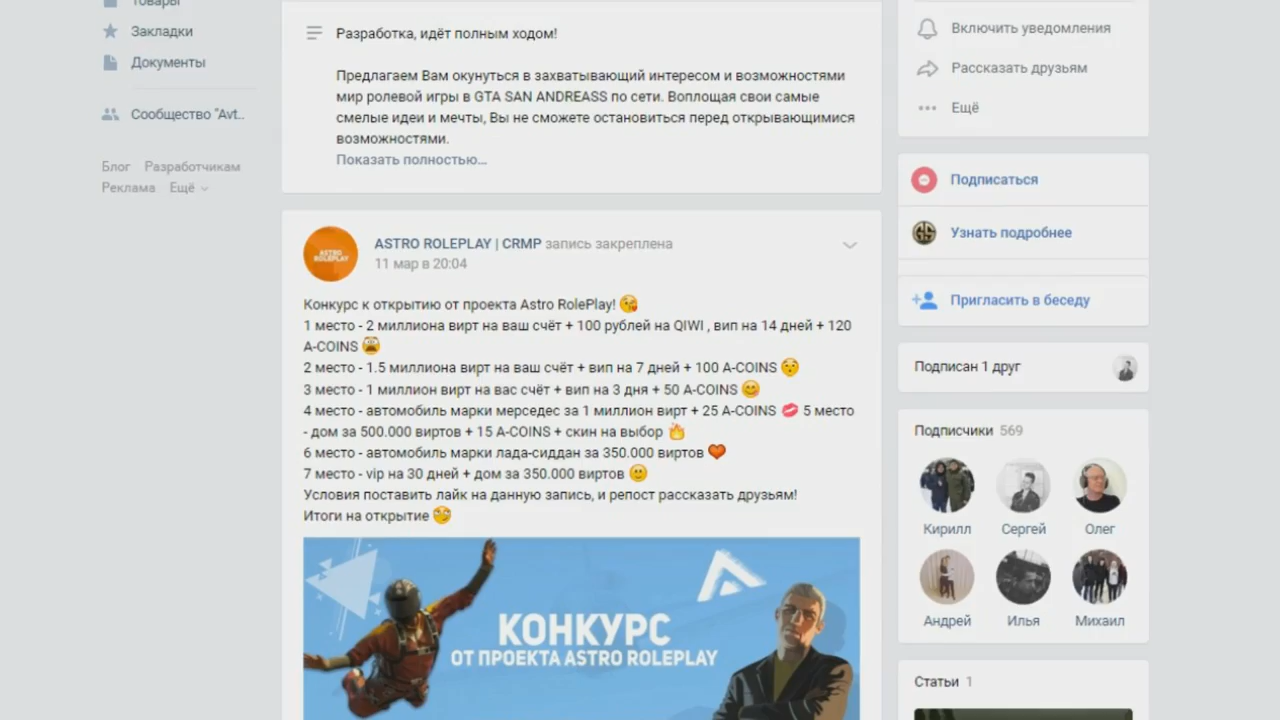 Товары
Закладки
Документы
Сообщество "Avt..
Блог Разработчикам
Реклама Ещё
Разработка, идёт полным ходом!
Предлагаем Вам окунуться в захватывающий интересом и возможностями
мир ролевой игры в GTA SAN ANDREASS по сети. Воплощая свои самые
смелые идеи и мечты, Вы не сможете остановиться перед открывающимися
возможностями.
Показать полностью…
ASTRO ROLEPLAY
ASTRO ROLEPLAY | CRMP запись закреплена
11 мар в 20:04
Конкурс к открытию от проекта Astro RolePlay! 😘
1 место - 2 миллиона вирт на ваш счёт + 100 рублей на QIWI , вип на 14 дней + 120
A-COINS 😫
2 место - 1.5 миллиона вирт на ваш счёт + вип на 7 дней + 100 A-COINS 😚
3 место - 1 миллион вирт на вас счёт + вип на 3 дня + 50 A-COINS 😊
4 место - автомобиль марки мерседес за 1 миллион вирт + 25 A-COINS 💋 5 место
- дом за 500.000 виртов + 15 A-COINS + скин на выбор 🔥
6 место - автомобиль марки лада-сиддан за 350.000 виртов ❤
7 место - vip на 30 дней + дом за 350.000 виртов 🙂
Условия поставить лайк на данную запись, и репост рассказать друзьям!
Итоги на открытие 😏
КОНКУРС
ОТ ПРОЕКТА ASTRO ROLEPLAY
Включить уведомления
Рассказать друзьям
Ещё
Подписаться
GS
Узнать подробнее
Пригласить в беседу
Подписан 1 друг
Подписчики 569
Кирилл Сергей Олег
Андрей Илья Михаил
Статьи 1